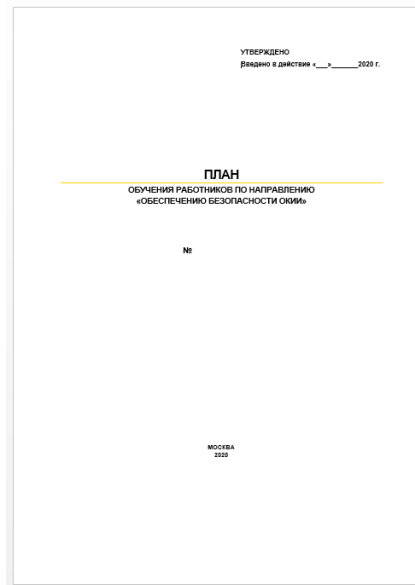 УТВЕРЖДЕНО
Введено в действие «___»_______2020 г.
ПЛАН
ОБУЧЕНИЯ РАБОТНИКОВ ПО НАПРАВЛЕНИЮ
«ОБЕСПЕЧЕНИЮ БЕЗОПАСНОСТИ ОКИИ»
№
МОСКВА
2020